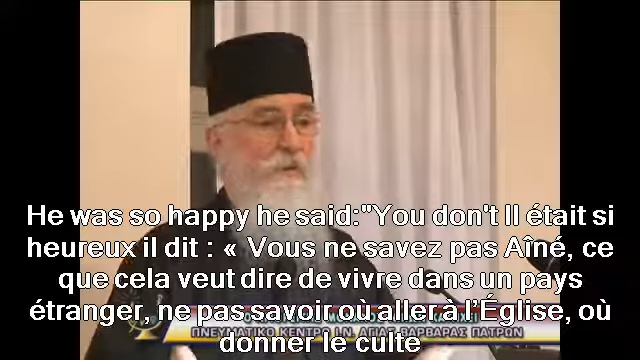 He was so happy he said:"You don't Il était si
heureux il dit : « Vous ne savez pas Aîné, ce
que cela veut dire de vivre dans un pays
étranger, ne pas savoir où aller à l’Église, où
ΠΝΕΥΜΑΤΙΚΟ ΚΕΝΤΡΟ Ι.Ν. ΑΓΙΑΣ ΒΑΡΒΑΡΑΣ ΠΑΤΡΩΝ
donner le culte